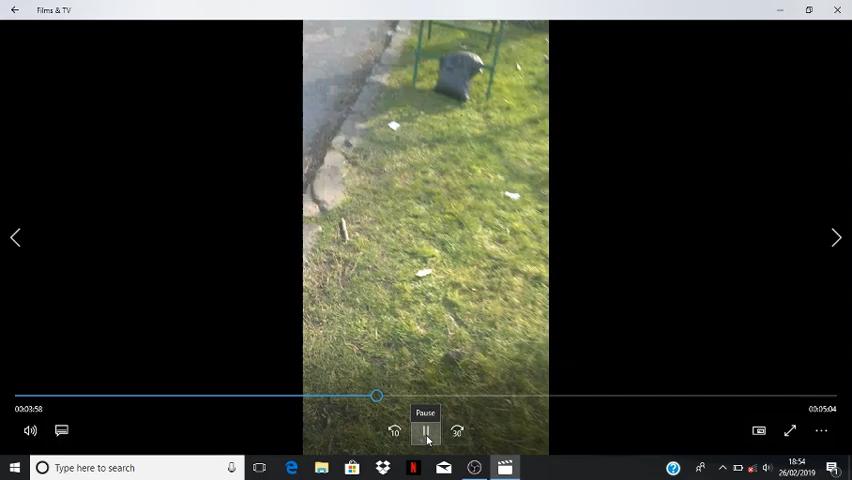 Films & TV
Pause
00:03:58
00:05:04
10
30
Type here to search
18:54
26/02/2019